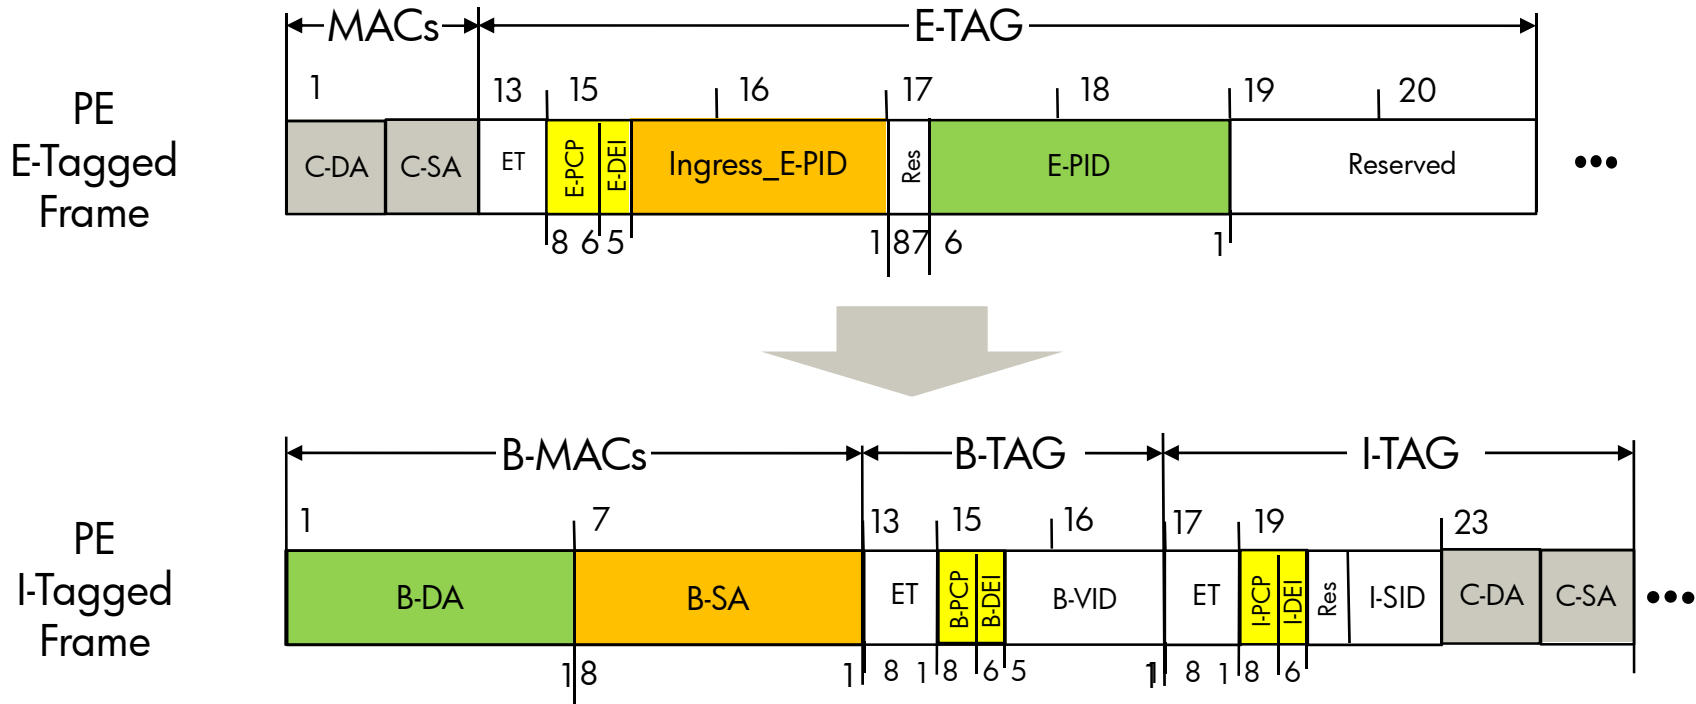 MACs E-TAG
1 13 15 16 17 18 19 20
PE
E-Tagged
Frame
C-DA C-SA ET E-PCP E-DEI Ingress_E-PID Res E-PID Reserved •••
8 6 5 1 8 7 6 1
B-MACs B-TAG I-TAG
1 7 13 15 16 17 19 23
PE
I-Tagged
Frame
B-DA B-SA ET B-PCP B-DEI B-VID ET I-PCP I-DEI Res I-SID C-DA C-SA •••
1 8 1 8 1 8 6 5 1 8 1 8 6